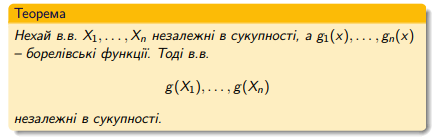 Теорема
Нехай в.в. X₁, . . . , Xₙ незалежні в сукупності, а g₁(x), . . . , gₙ(x)
– борелівські функції. Тоді в.в.
g(X₁), . . . , g(Xₙ)
незалежні в сукупності.